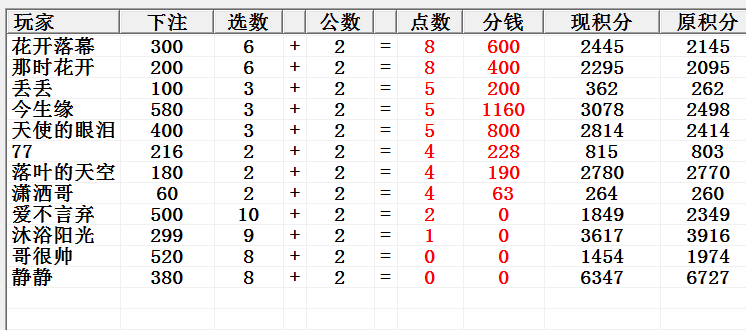 玩家 下注 选数 公数 点数 分钱 现积分 原积分
花开落幕 300 6 + 2 = 8 600 2445 2145
那时花开 200 6 + 2 = 8 400 2295 2095
丢丢 100 3 + 2 = 5 200 362 262
今生缘 580 3 + 2 = 5 1160 3078 2498
天使的眼泪 400 3 + 2 = 5 800 2814 2414
77 216 2 + 2 = 4 228 815 803
落叶的天空 180 2 + 2 = 4 190 2780 2770
潇洒哥 60 2 + 2 = 4 63 264 260
爱不言弃 500 10 + 2 = 2 0 1849 2349
沐浴阳光 299 9 + 2 = 1 0 3617 3916
哥很帅 520 8 + 2 = 0 0 1454 1974
静静 380 8 + 2 = 0 0 6347 6727